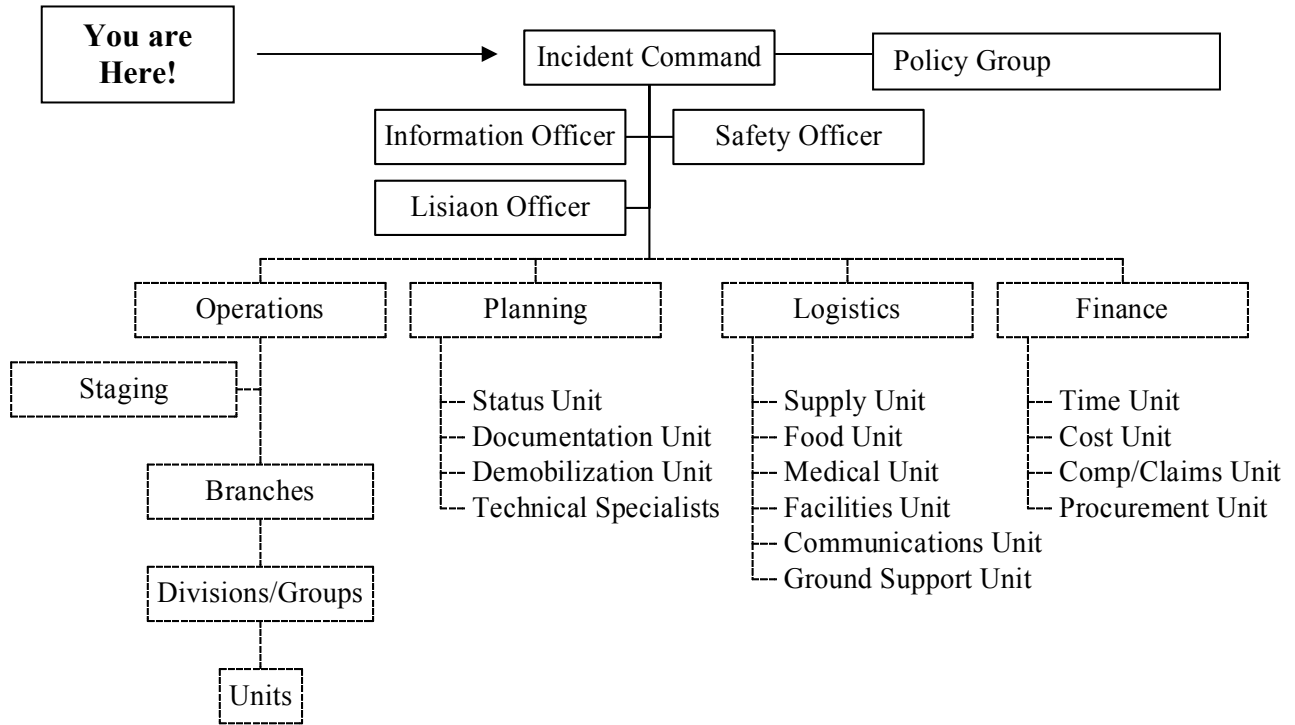 You are
Here!
Incident Command
Policy Group
Information Officer
Safety Officer
Lisiaon Officer
Operations
Planning
Logistics
Finance
Staging
Branches
Divisions/Groups
Units
Status Unit
Documentation Unit
Demobilization Unit
Technical Specialists
Supply Unit
Food Unit
Medical Unit
Facilities Unit
Communications Unit
Ground Support Unit
Time Unit
Cost Unit
Comp/Claims Unit
Procurement Unit